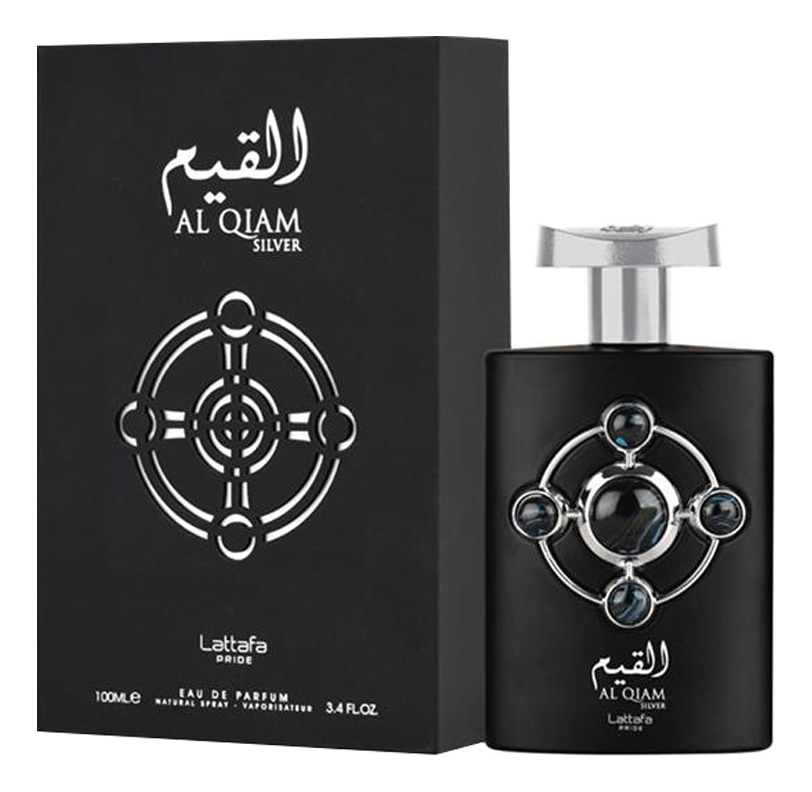 القيم
AL QIAM
SILVER
Lattafa
PRIDE
100MLe
EAU DE PARFUM
NATURAL SPRAY - VAPORISATEUR
3.4 FL.OZ.
القيم
AL QIAM
SILVER
Lattafa
PRIDE